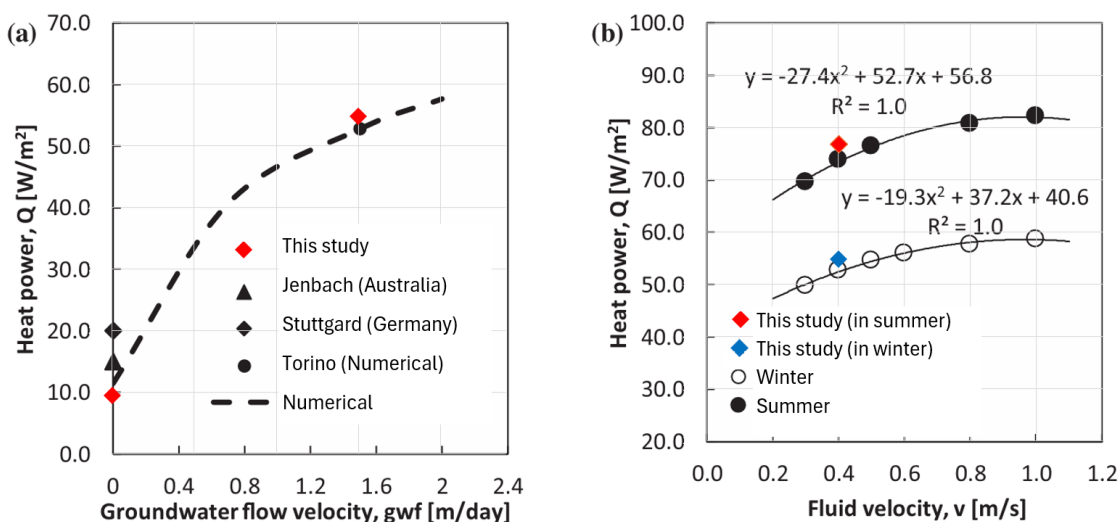 (a)
Heat power, Q [W/m²]
70.0
60.0
50.0
40.0
30.0
20.0
10.0
0.0
This study
Jenbach (Australia)
Stuttgard (Germany)
Torino (Numerical)
Numerical
0 0.4 0.8 1.2 1.6 2 2.4
Groundwater flow velocity, gwf [m/day]
(b)
Heat power, Q [W/m²]
100.0
90.0
80.0
70.0
60.0
50.0
40.0
30.0
20.0
y = -27.4x² + 52.7x + 56.8
R² = 1.0
y = -19.3x² + 37.2x + 40.6
R² = 1.0
This study (in summer)
This study (in winter)
Winter
Summer
0.0 0.2 0.4 0.6 0.8 1.0 1.2
Fluid velocity, v [m/s]